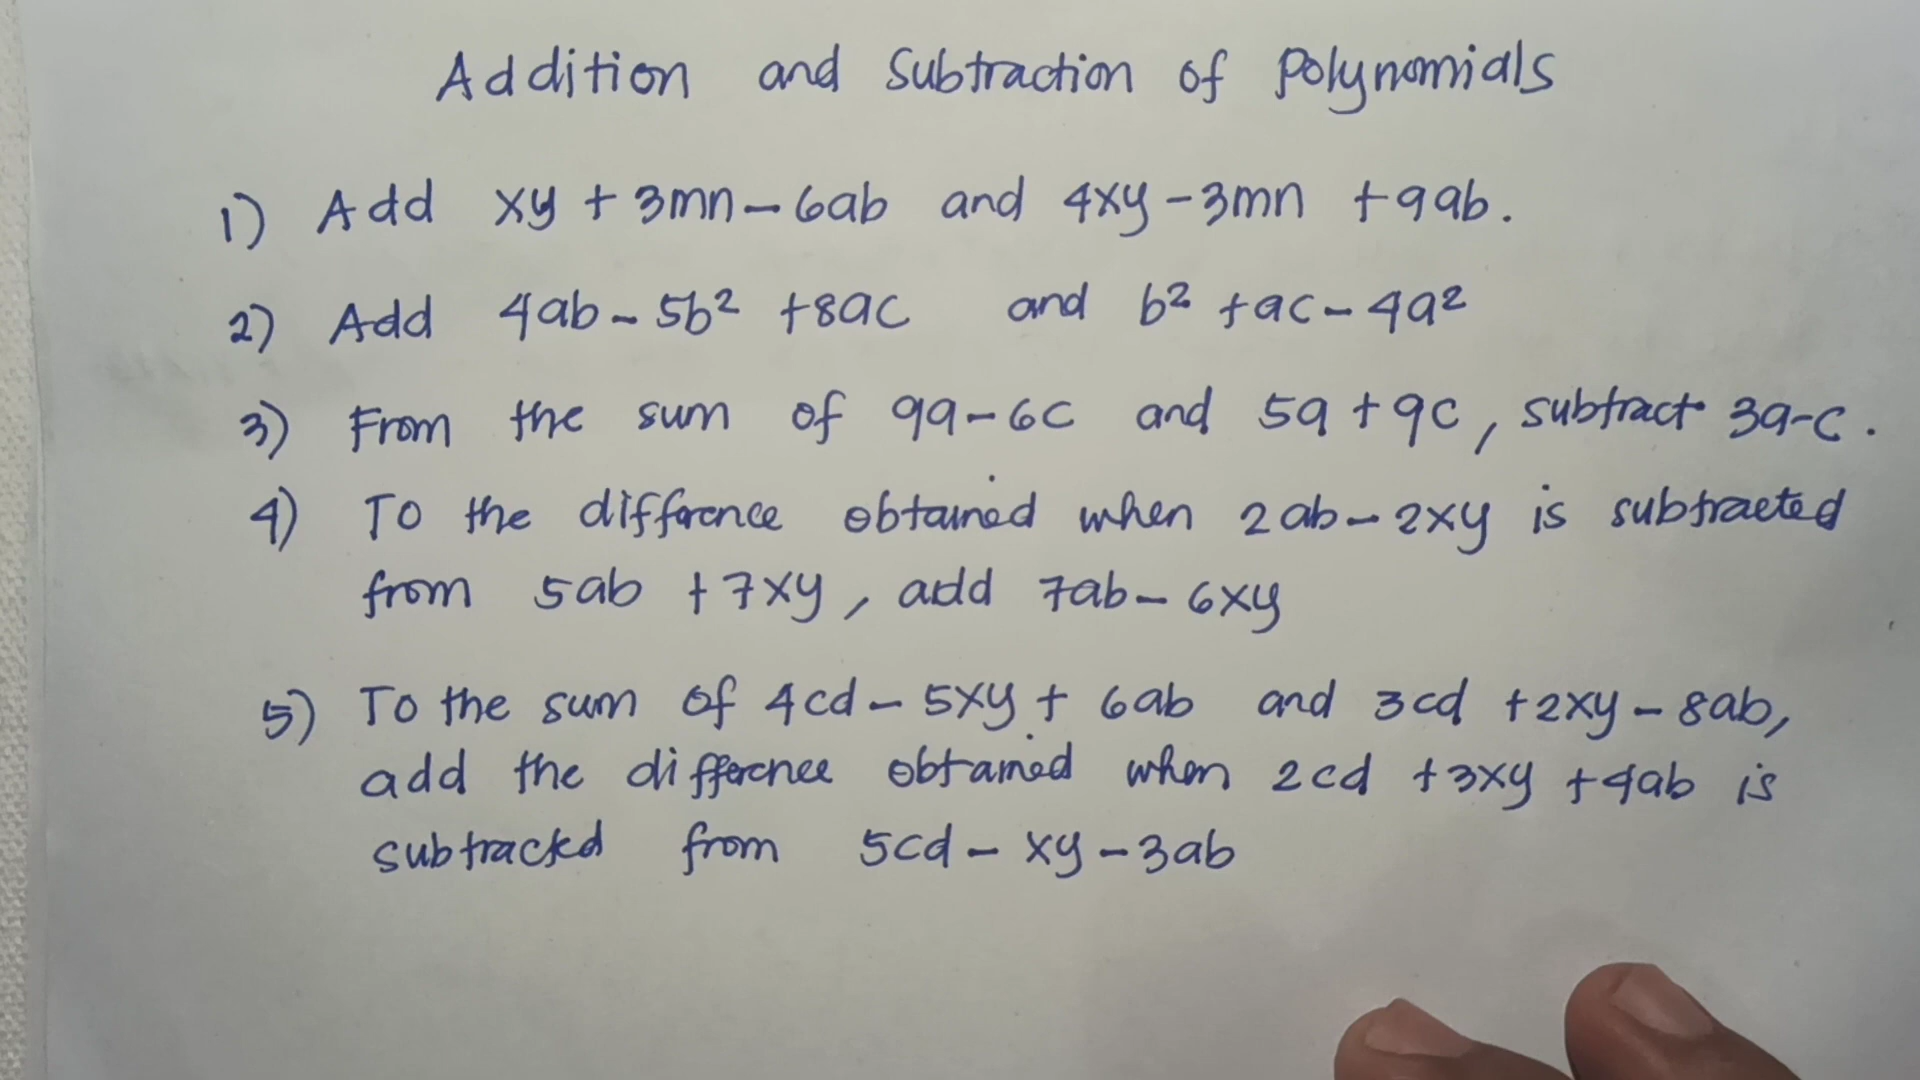 Addition and Subtraction of Polynomials
1) Add xy + 3mn - 6ab and 4xy - 3mn + 9ab.
2) Add 4ab - 5b² + 8ac and b² + ac - 4a²
3) From the sum of 9a - 6c and 5a + 9c, subtract 3a-c.
4) To the difference obtained when 2ab - 2xy is subtracted
from 5ab + 7xy, add 7ab - 6xy
5) To the sum of 4cd - 5xy + 6ab and 3cd + 2xy - 8ab,
add the difference obtained when 2cd + 3xy + 4ab is
subtracted from 5cd - xy - 3ab